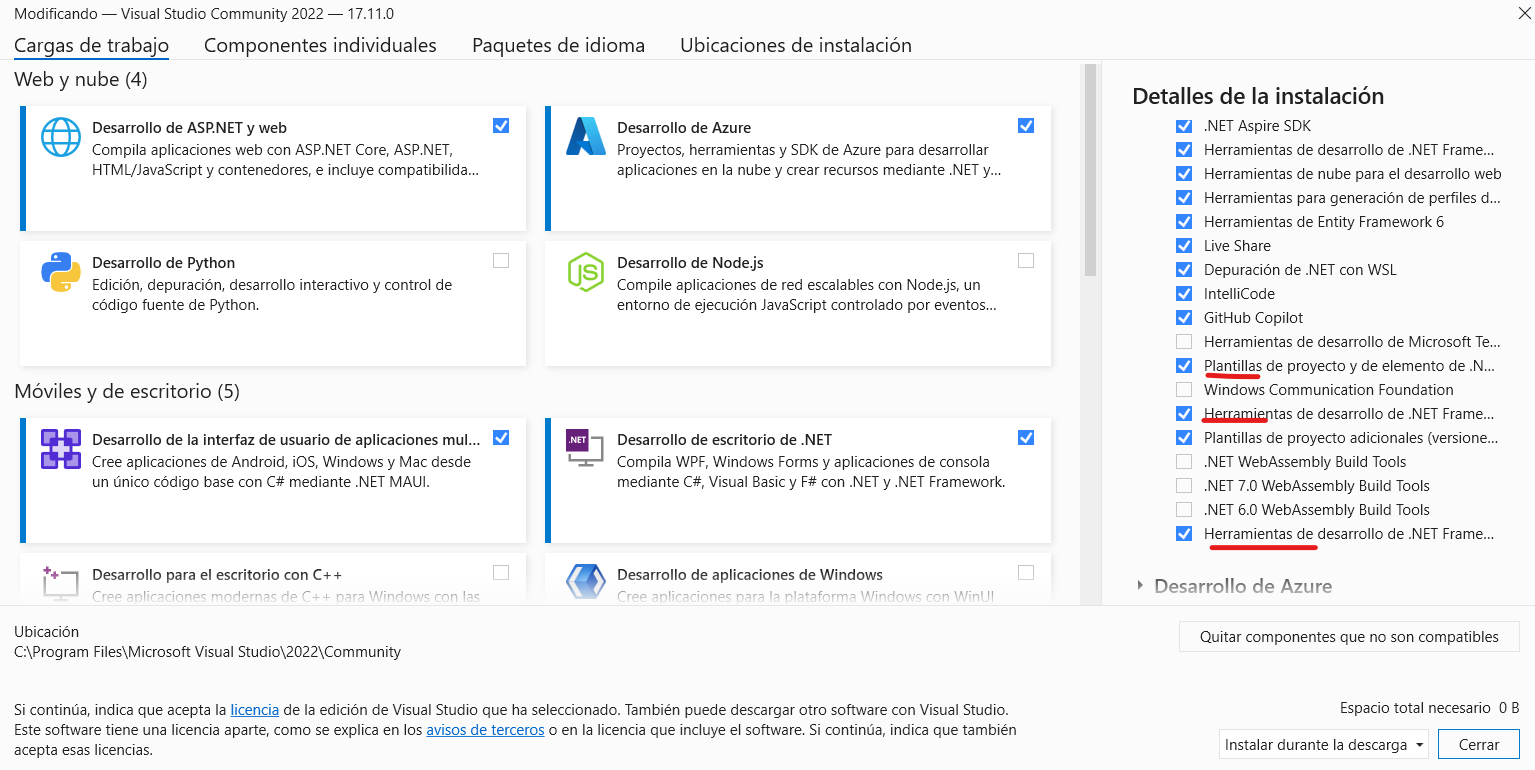 Modificando — Visual Studio Community 2022 — 17.11.0
Cargas de trabajo
Componentes individuales
Paquetes de idioma
Ubicaciones de instalación
Web y nube (4)
Desarrollo de ASP.NET y web
Compila aplicaciones web con ASP.NET Core, ASP.NET,
HTML/JavaScript y contenedores, e incluye compatibilida...
Desarrollo de Azure
Proyectos, herramientas y SDK de Azure para desarrollar
aplicaciones en la nube y crear recursos mediante .NET y...
Desarrollo de Python
Edición, depuración, desarrollo interactivo y control de
código fuente de Python.
JS
Desarrollo de Node.js
Compile aplicaciones de red escalables con Node.js, un
entorno de ejecución JavaScript controlado por eventos...
Móviles y de escritorio (5)
Desarrollo de la interfaz de usuario de aplicaciones mul...
Cree aplicaciones de Android, iOS, Windows y Mac desde
un único código base con C# mediante .NET MAUI.
.NET
Desarrollo de escritorio de .NET
Compila WPF, Windows Forms y aplicaciones de consola
mediante C#, Visual Basic y F# con .NET y .NET Framework.
Desarrollo para el escritorio con C++
Cree aplicaciones modernas de C++ para Windows con las
Desarrollo de aplicaciones de Windows
Cree aplicaciones para la plataforma Windows con WinUI
Detalles de la instalación
.NET Aspire SDK
Herramientas de desarrollo de .NET Frame...
Herramientas de nube para el desarrollo web
Herramientas para generación de perfiles d...
Herramientas de Entity Framework 6
Live Share
Depuración de .NET con WSL
IntelliCode
GitHub Copilot
Herramientas de desarrollo de Microsoft Te...
Plantillas de proyecto y de elemento de .N...
Windows Communication Foundation
Herramientas de desarrollo de .NET Frame...
Plantillas de proyecto adicionales (versione...
.NET WebAssembly Build Tools
.NET 7.0 WebAssembly Build Tools
.NET 6.0 WebAssembly Build Tools
Herramientas de desarrollo de .NET Frame...
Desarrollo de Azure
Ubicación
C:\Program Files\Microsoft Visual Studio\2022\Community
Quitar componentes que no son compatibles
Si continúa, indica que acepta la licencia de la edición de Visual Studio que ha seleccionado. También puede descargar otro software con Visual Studio.
Este software tiene una licencia aparte, como se explica en los avisos de terceros o en la licencia que incluye el software. Si continúa, indica que también
acepta esas licencias.
Espacio total necesario 0 B
Instalar durante la descarga
Cerrar